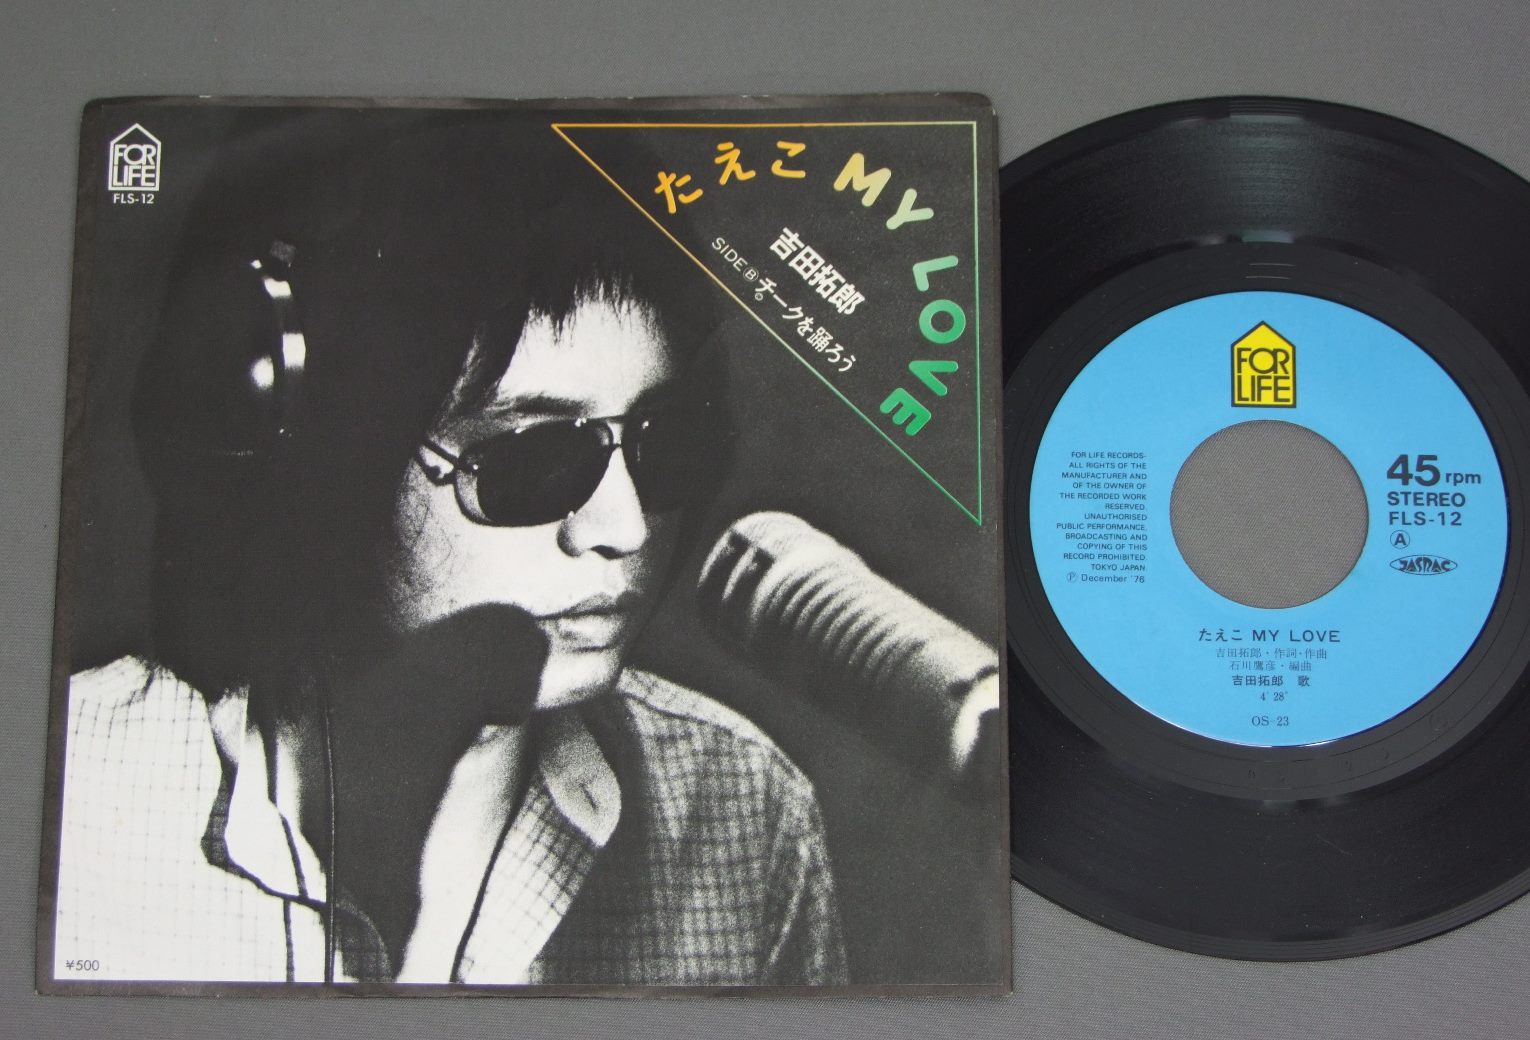 FOR
LIFE
FLS-12
たえこ MY LOVE
吉田拓郎
SIDE Ⓑ チークを踊ろう
¥500
FOR
LIFE
FOR LIFE RECORDS-
ALL RIGHTS OF THE
MANUFACTURER AND
OF THE OWNER OF
THE RECORDED WORK
RESERVED.
UNAUTHORISED
PUBLIC PERFORMANCE,
BROADCASTING AND
COPYING OF THIS
RECORD PROHIBITED.
TOKYO JAPAN.
Ⓟ December '76
45 rpm
STEREO
FLS-12
Ⓐ
JASRAC
たえこ MY LOVE
吉田拓郎・作詞・作曲
石川鷹彦・編曲
吉田拓郎 歌
4' 28"
OS-23